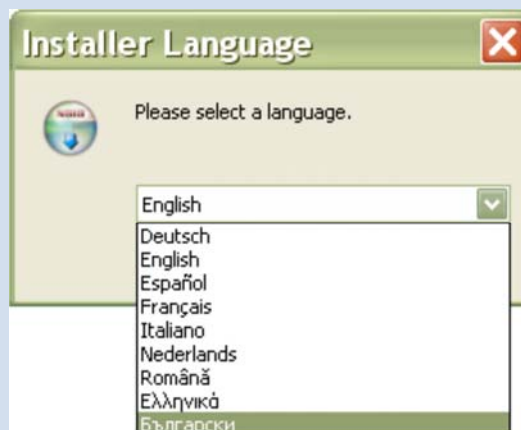 Installer Language
Please select a language.
English
Deutsch
English
Español
Français
Italiano
Nederlands
Română
Ελληνικά
Български